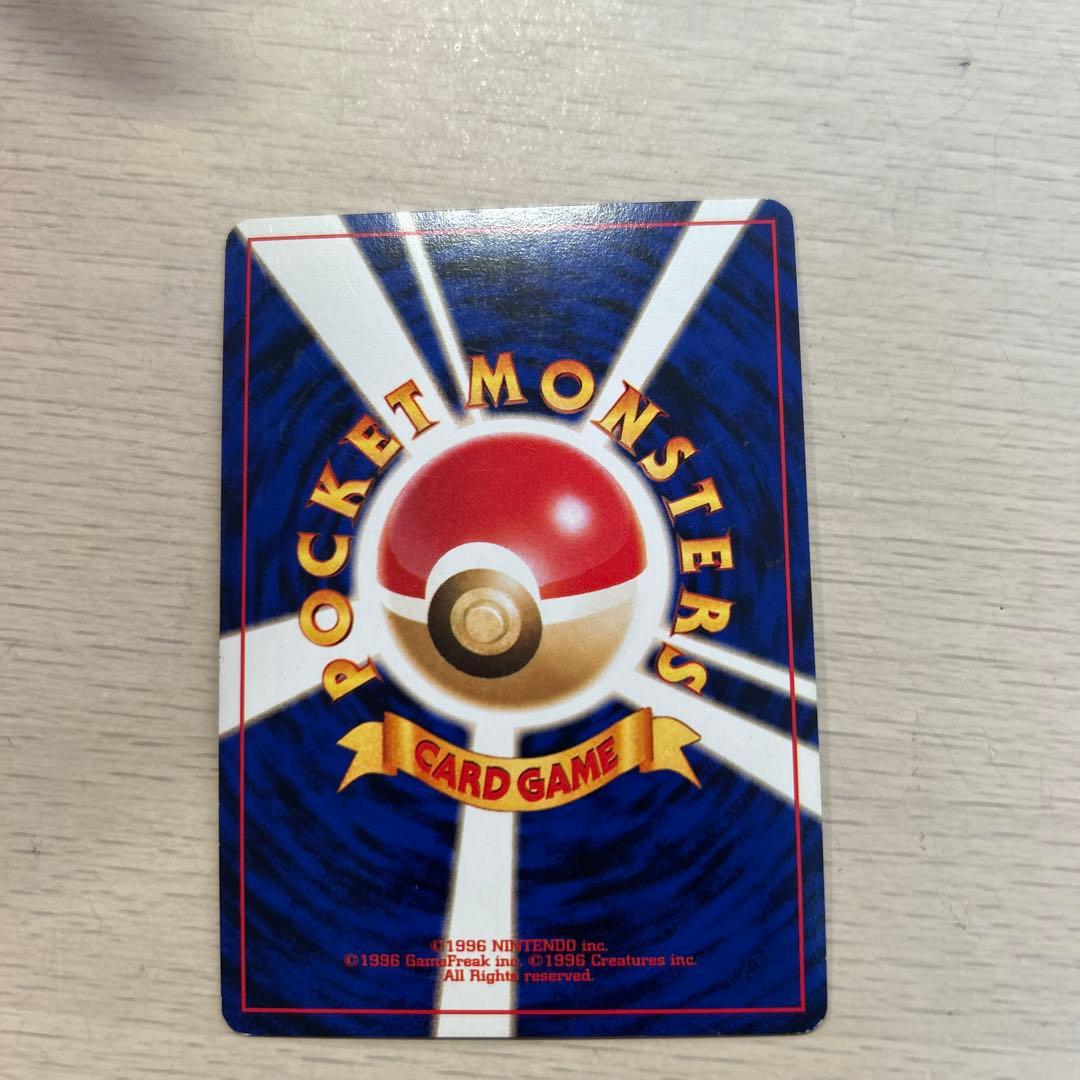 POCKET MONSTERS
CARD GAME
©1996 NINTENDO inc.
©1996 GameFreak inc. ©1996 Creatures inc.
All Rights reserved.